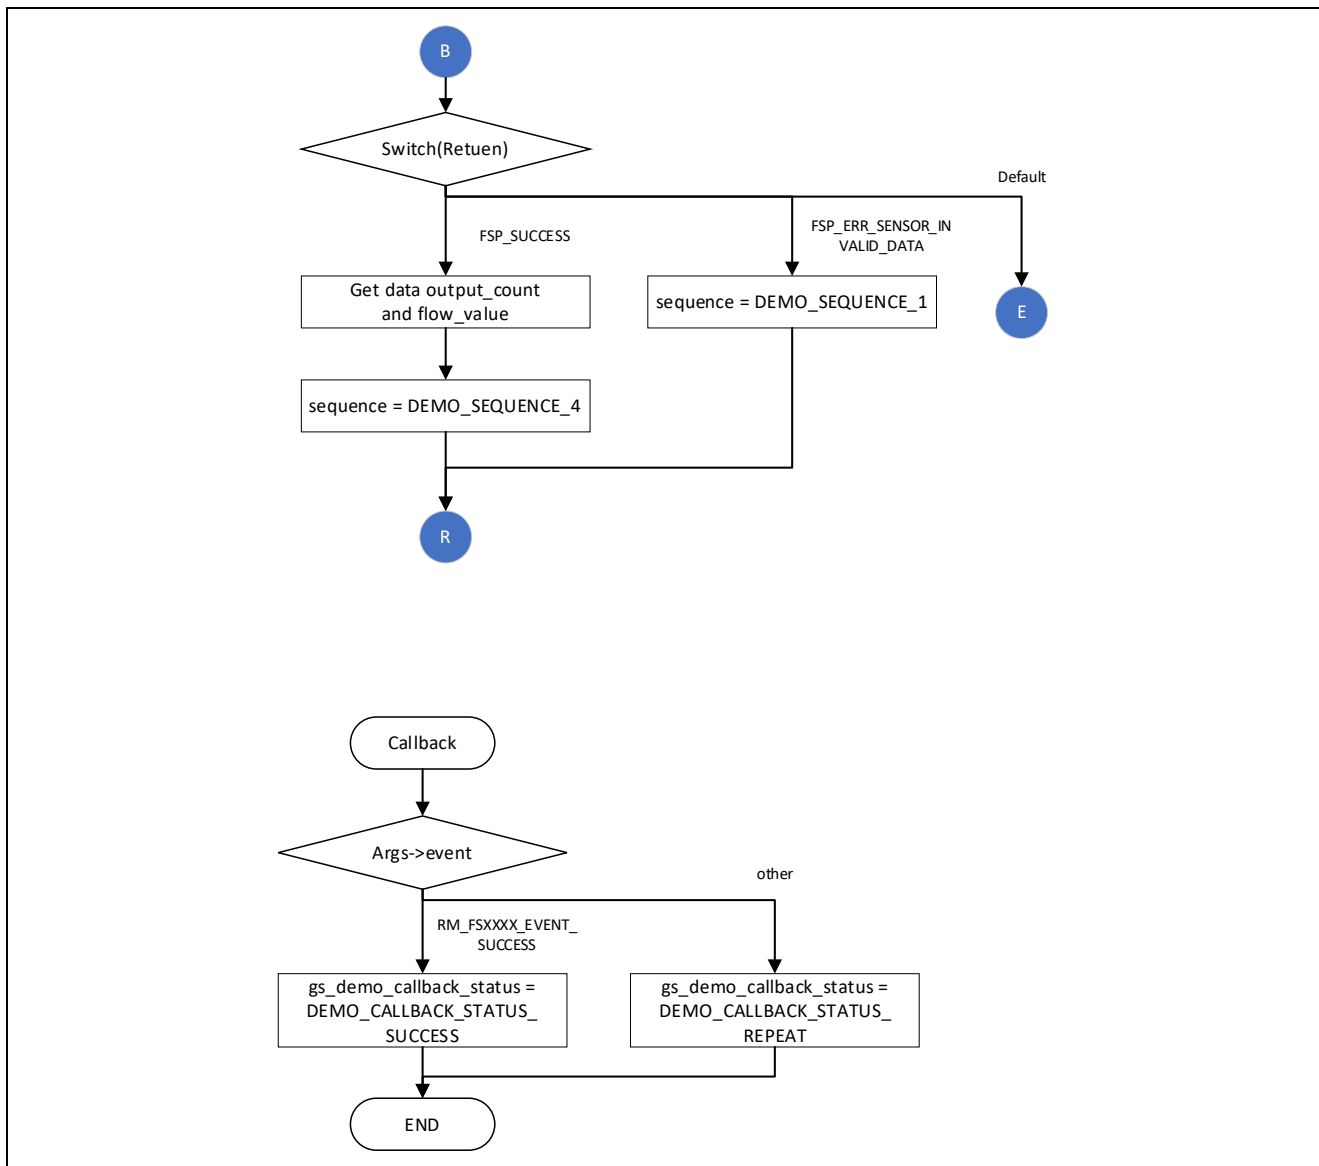 B
Switch(Retuen)
Default
FSP_SUCCESS
FSP_ERR_SENSOR_IN
VALID_DATA
Get data output_count
and flow_value
sequence = DEMO_SEQUENCE_1
E
sequence = DEMO_SEQUENCE_4
R
Callback
Args->event
other
RM_FSXXXX_EVENT_
SUCCESS
gs_demo_callback_status =
DEMO_CALLBACK_STATUS_
SUCCESS
gs_demo_callback_status =
DEMO_CALLBACK_STATUS_
REPEAT
END